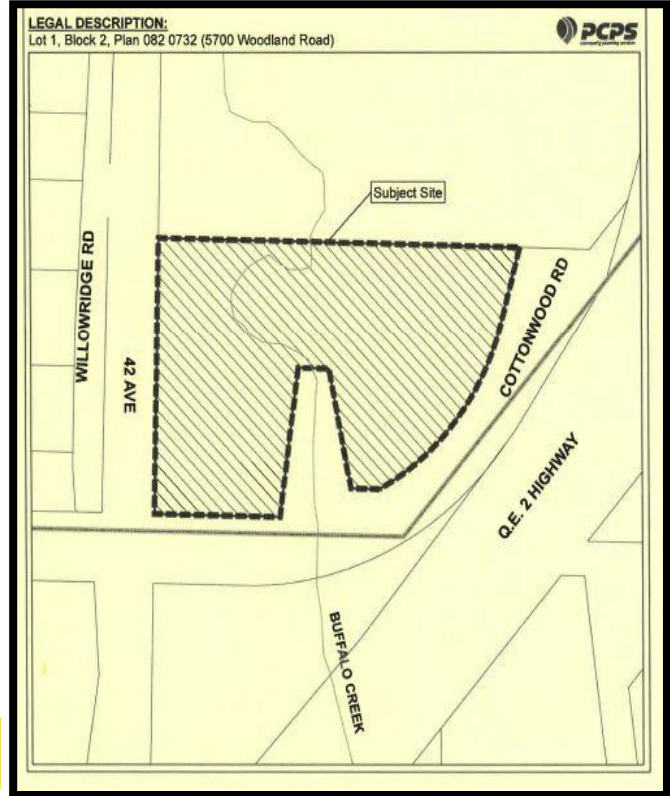 LEGAL DESCRIPTION:
Lot 1, Block 2, Plan 082 0732 (5700 Woodland Road)
PCPS
Subject Site
WILLOWRIDGE RD
42 AVE
COTTONWOOD RD
Q.E. 2 HIGHWAY
BUFFALO CREEK